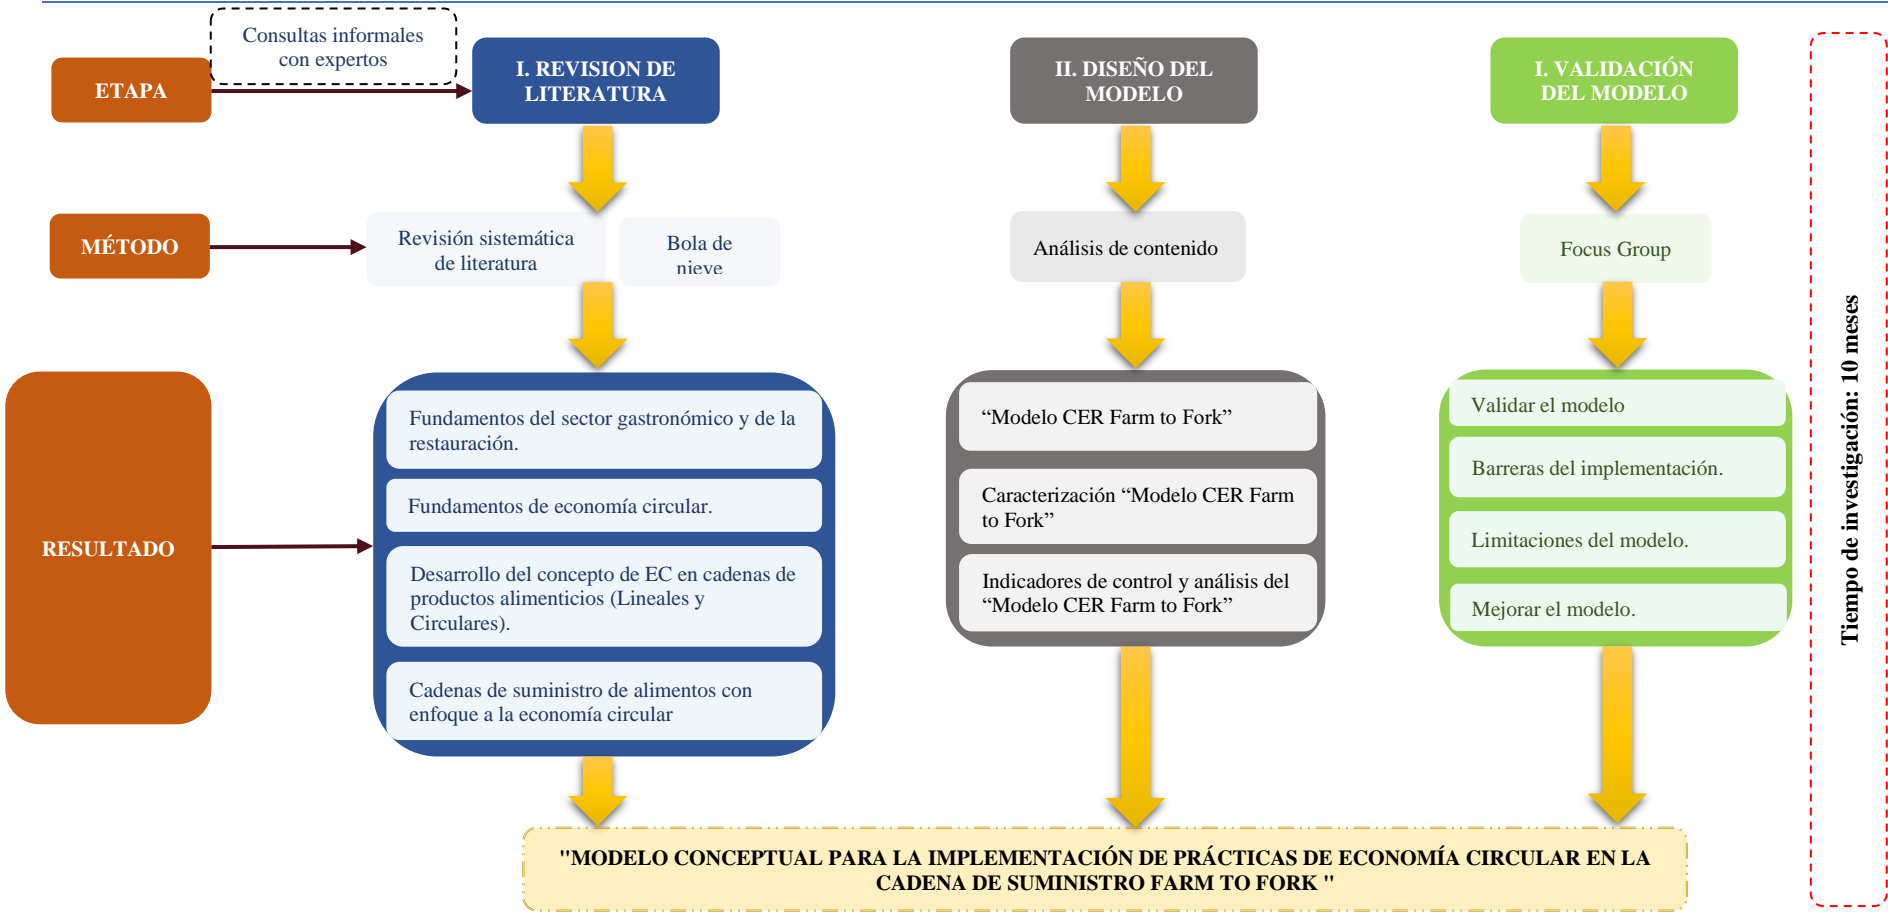 Consultas informales
con expertos
ETAPA
I. REVISION DE
LITERATURA
II. DISEÑO DEL
MODELO
I. VALIDACIÓN
DEL MODELO
MÉTODO
Revisión sistemática
de literatura
Bola de
nieve
Análisis de contenido
Focus Group
RESULTADO
Fundamentos del sector gastronómico y de la
restauración.
Fundamentos de economía circular.
Desarrollo del concepto de EC en cadenas de
productos alimenticios (Lineales y
Circulares).
Cadenas de suministro de alimentos con
enfoque a la economía circular
“Modelo CER Farm to Fork”
Caracterización “Modelo CER Farm
to Fork”
Indicadores de control y análisis del
“Modelo CER Farm to Fork”
Validar el modelo
Barreras del implementación.
Limitaciones del modelo.
Mejorar el modelo.
Tiempo de investigación: 10 meses
"MODELO CONCEPTUAL PARA LA IMPLEMENTACIÓN DE PRÁCTICAS DE ECONOMÍA CIRCULAR EN LA
CADENA DE SUMINISTRO FARM TO FORK "